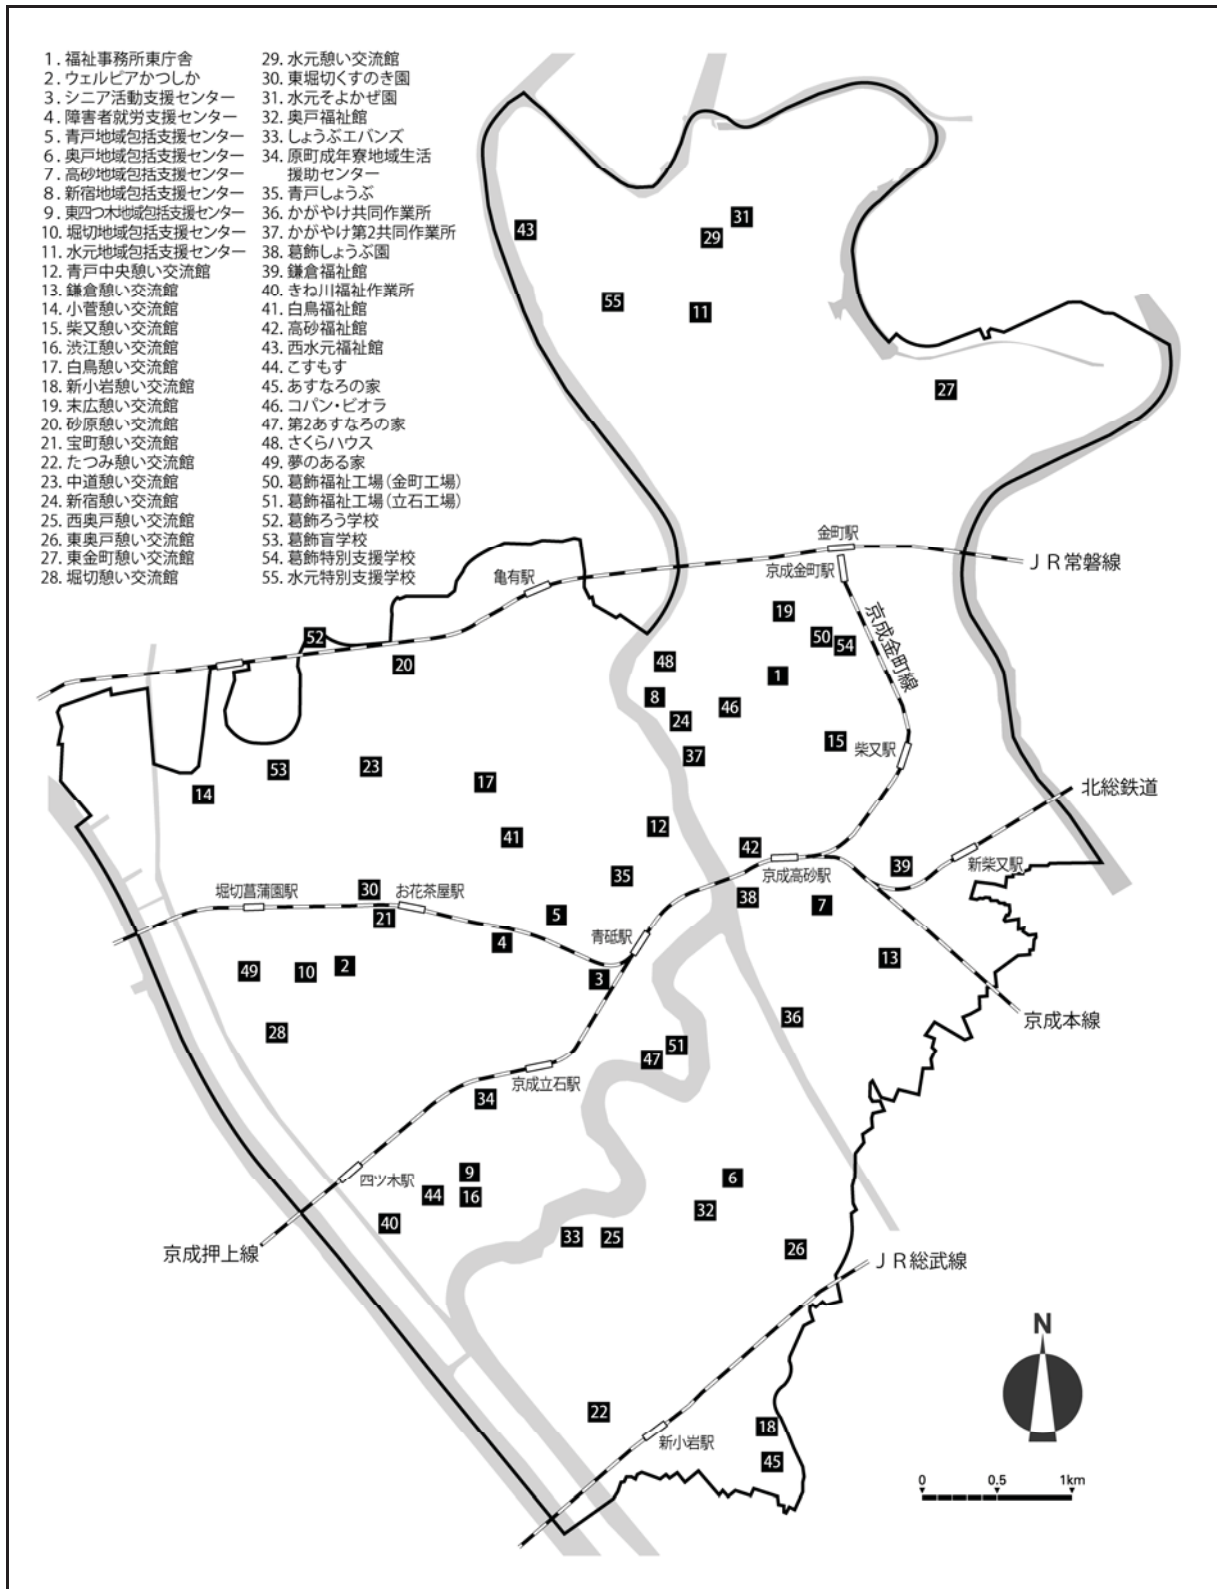 1. 福祉事務所東庁舎
2. ウェルピアかつしか
3. シニア活動支援センター
4. 障害者就労支援センター
5. 青戸地域包括支援センター
6. 奥戸地域包括支援センター
7. 高砂地域包括支援センター
8. 新宿地域包括支援センター
9. 東四つ木地域包括支援センター
10. 堀切地域包括支援センター
11. 水元地域包括支援センター
12. 青戸中央憩い交流館
13. 鎌倉憩い交流館
14. 小菅憩い交流館
15. 柴又憩い交流館
16. 渋江憩い交流館
17. 白鳥憩い交流館
18. 新小岩憩い交流館
19. 末広憩い交流館
20. 砂原憩い交流館
21. 宝町憩い交流館
22. たつみ憩い交流館
23. 中道憩い交流館
24. 新宿憩い交流館
25. 西奥戸憩い交流館
26. 東奥戸憩い交流館
27. 東金町憩い交流館
28. 堀切憩い交流館
29. 水元憩い交流館
30. 東堀切くすのき園
31. 水元そよかぜ園
32. 奥戸福祉館
33. しょうぶエバンズ
34. 原町成年寮地域生活
援助センター
35. 青戸しょうぶ
36. かがやけ共同作業所
37. かがやけ第2共同作業所
38. 葛飾しょうぶ園
39. 鎌倉福祉館
40. きね川福祉作業所
41. 白鳥福祉館
42. 高砂福祉館
43. 西水元福祉館
44. こすもす
45. あすなろの家
46. コパン・ビオラ
47. 第2あすなろの家
48. さくらハウス
49. 夢のある家
50. 葛飾福祉工場(金町工場)
51. 葛飾福祉工場(立石工場)
52. 葛飾ろう学校
53. 葛飾盲学校
54. 葛飾特別支援学校
55. 水元特別支援学校
31
43
29
55
11
27
金町駅
JR常磐線
京成金町駅
亀有駅
19
京成金町線
52
50
54
48
20
1
8
46
24
15
柴又駅
37
53
23
17
北総鉄道
14
12
41
42
新柴又駅
39
京成高砂駅
35
堀切菖蒲園駅
30
お花茶屋駅
38
7
21
5
青砥駅
4
13
49
10
2
3
36
京成本線
28
51
47
京成立石駅
34
9
四ツ木駅
6
44
16
32
40
33
25
26
京成押上線
JR総武線
N
22
18
新小岩駅
45
0
0.5
1km